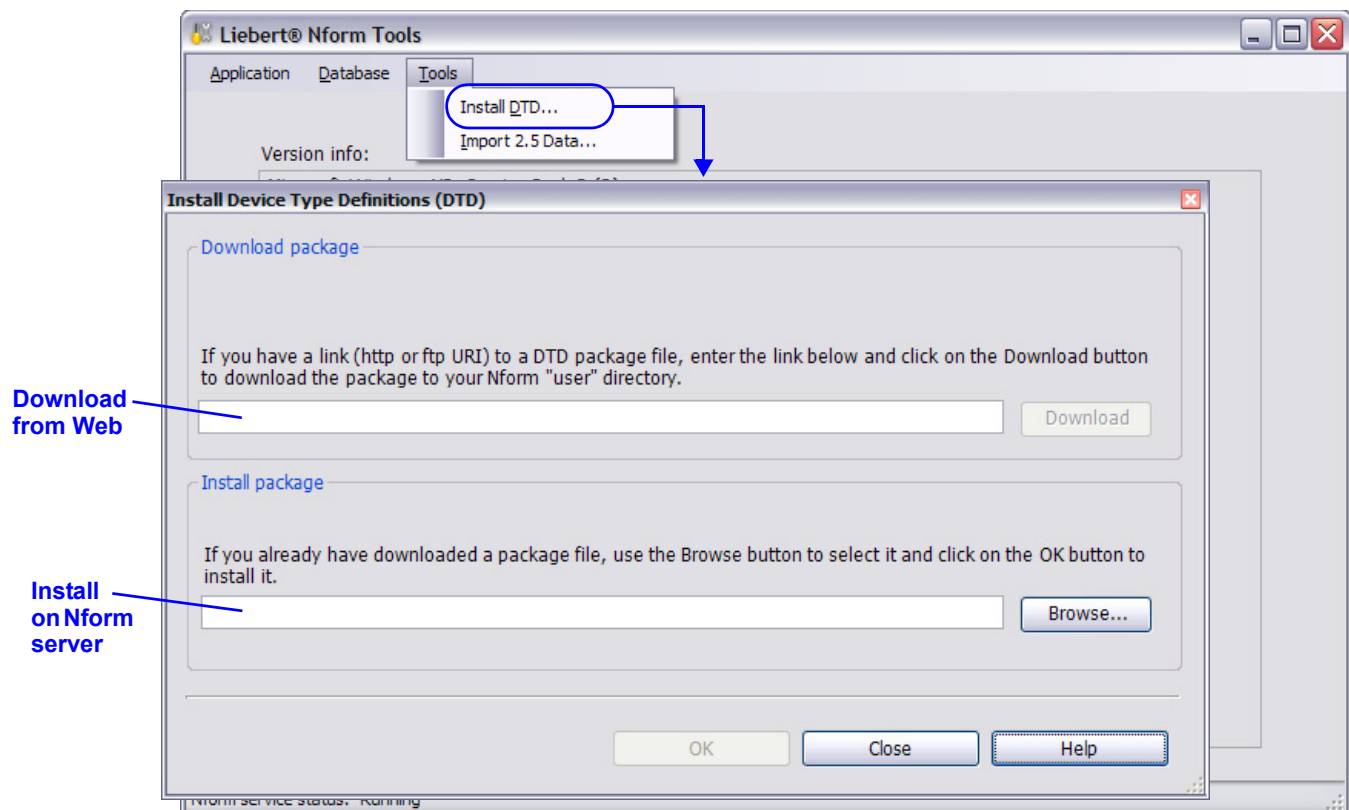 Liebert® Nform Tools
Application Database Tools
Install DTD...
Import 2.5 Data...
Version info:
Install Device Type Definitions (DTD)
Download package
If you have a link (http or ftp URI) to a DTD package file, enter the link below and click on the Download button
to download the package to your Nform "user" directory.
Download
from Web
Download
Install package
If you already have downloaded a package file, use the Browse button to select it and click on the OK button to
install it.
Install
on Nform
server
Browse...
OK Close Help
Nform service status: Running